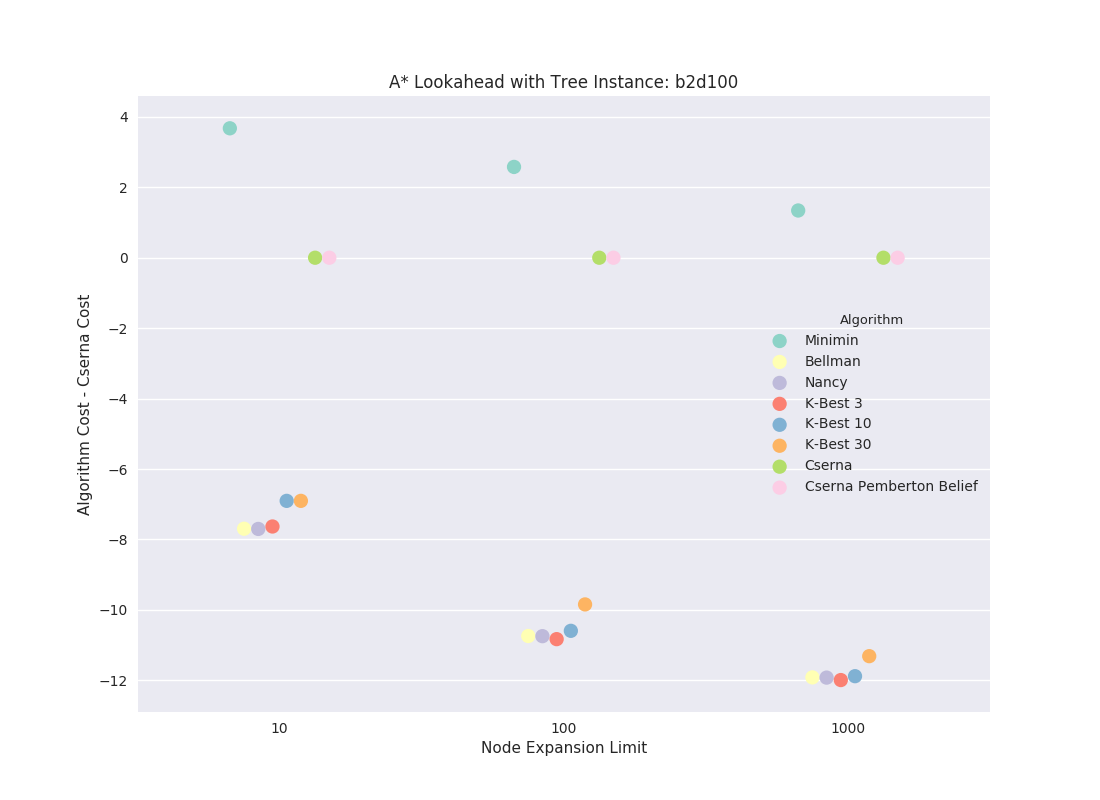 A* Lookahead with Tree Instance: b2d100
Algorithm Cost - Cserna Cost
4
2
0
−2
−4
−6
−8
−10
−12
Algorithm
Minimin
Bellman
Nancy
K-Best 3
K-Best 10
K-Best 30
Cserna
Cserna Pemberton Belief
10 100 1000
Node Expansion Limit